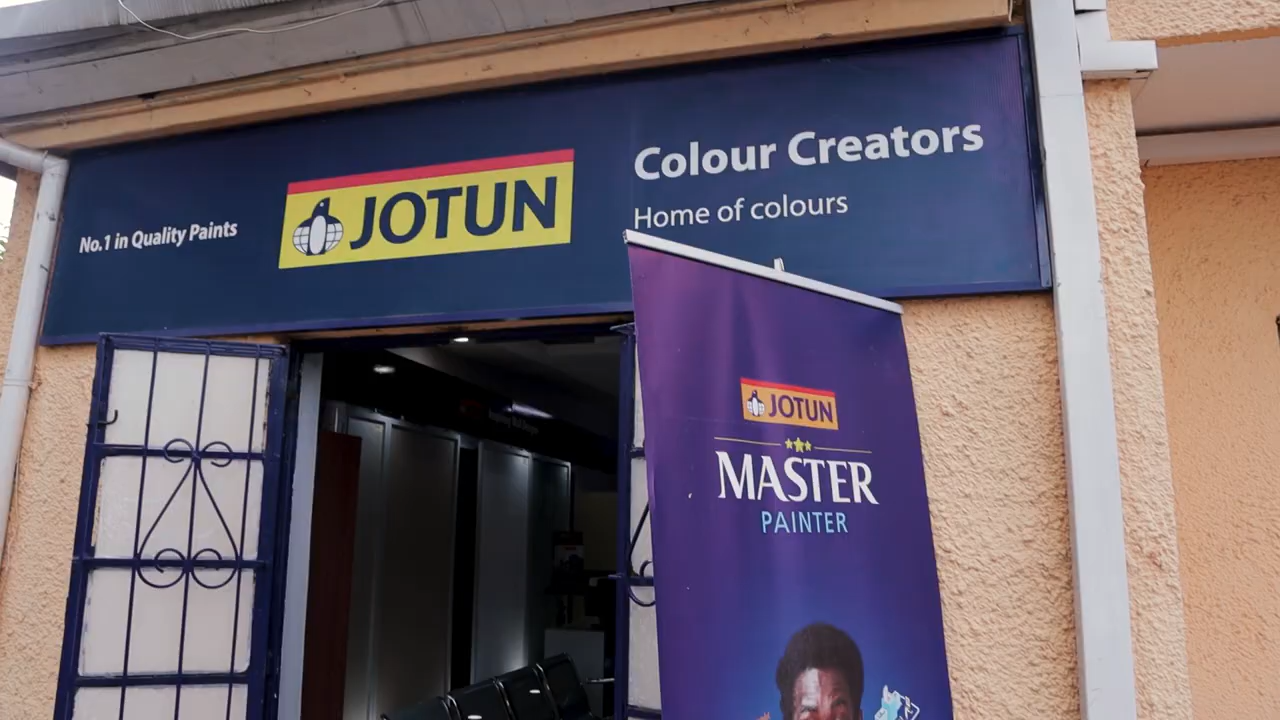 No.1 in Quality Paints
JOTUN
Colour Creators
Home of colours
JOTUN
MASTER
PAINTER